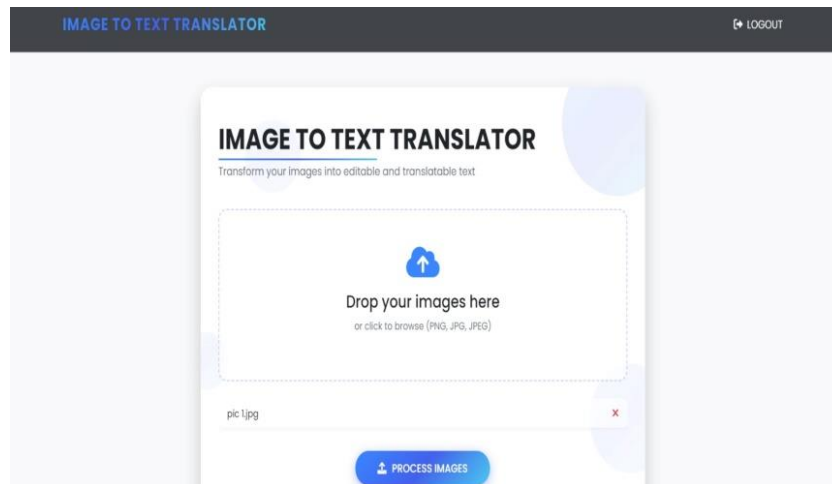 IMAGE TO TEXT TRANSLATOR
LOGOUT
IMAGE TO TEXT TRANSLATOR
Transform your images into editable and translatable text
Drop your images here
or click to browse (PNG, JPG, JPEG)
pic 1.jpg
x
PROCESS IMAGES